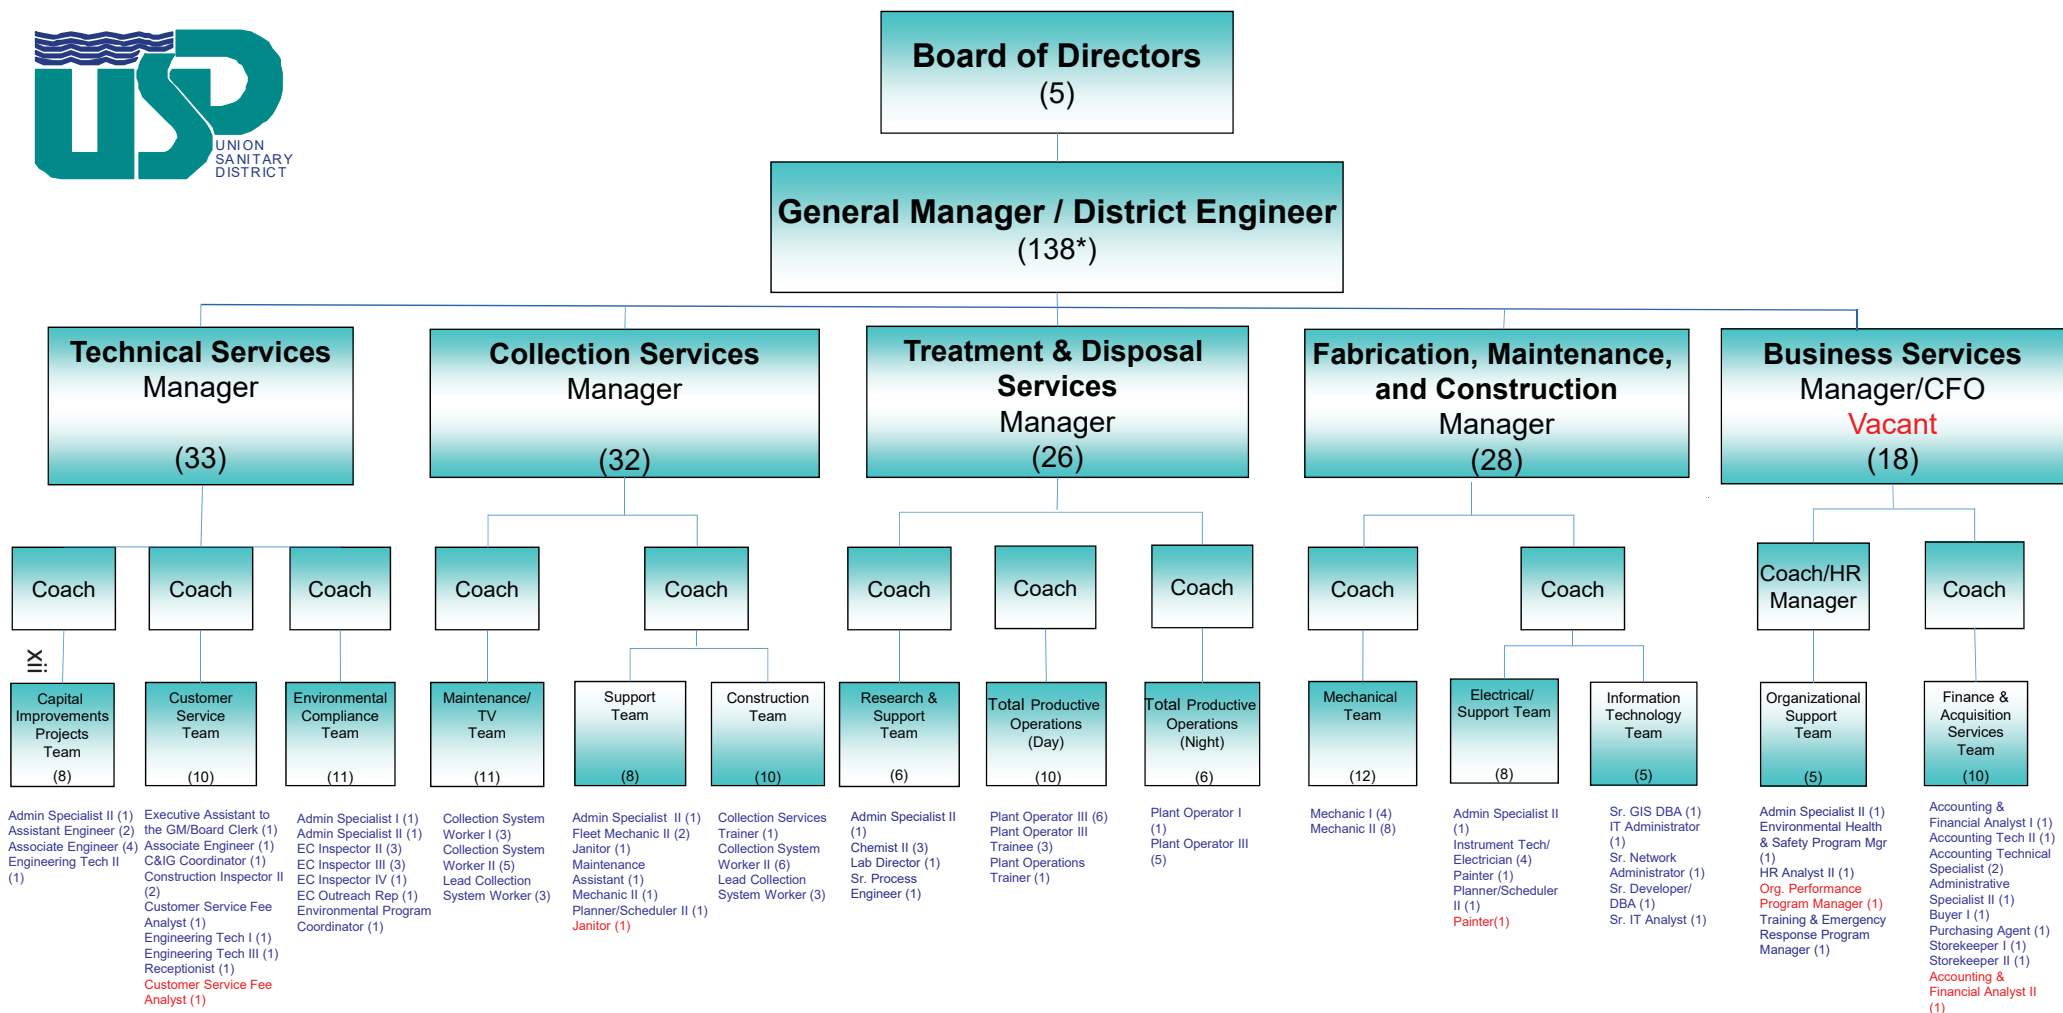 USD
UNION
SANITARY
DISTRICT
Board of Directors
(5)
General Manager / District Engineer
(138*)
Technical Services
Manager
(33)
Collection Services
Manager
(32)
Treatment & Disposal
Services
Manager
(26)
Fabrication, Maintenance,
and Construction
Manager
(28)
Business Services
Manager/CFO
Vacant
(18)
Coach
Coach
Coach
Coach
Coach
Coach
Coach
Coach
Coach
Coach
Coach/HR
Manager
Coach
xii
Capital
Improvements
Projects
Team
(8)
Customer
Service
Team
(10)
Environmental
Compliance
Team
(11)
Maintenance/
TV
Team
(11)
Support
Team
(8)
Construction
Team
(10)
Research &
Support
Team
(6)
Total Productive
Operations
(Day)
(10)
Total Productive
Operations
(Night)
(6)
Mechanical
Team
(12)
Electrical/
Support Team
(8)
Information
Technology
Team
(5)
Organizational
Support
Team
(5)
Finance &
Acquisition
Services
Team
(10)
Admin Specialist II (1)
Assistant Engineer (2)
Associate Engineer (4)
Engineering Tech II
(1)
Executive Assistant to
the GM/Board Clerk (1)
Associate Engineer (1)
C&IG Coordinator (1)
Construction Inspector II
(2)
Customer Service Fee
Analyst (1)
Engineering Tech I (1)
Engineering Tech III (1)
Receptionist (1)
Customer Service Fee
Analyst (1)
Admin Specialist I (1)
Admin Specialist II (1)
EC Inspector II (3)
EC Inspector III (3)
EC Inspector IV (1)
EC Outreach Rep (1)
Environmental Program
Coordinator (1)
Collection System
Worker I (3)
Collection System
Worker II (5)
Lead Collection
System Worker (3)
Admin Specialist II (1)
Fleet Mechanic II (2)
Janitor (1)
Maintenance
Assistant (1)
Mechanic II (1)
Planner/Scheduler II (1)
Janitor (1)
Collection Services
Trainer (1)
Collection System
Worker II (6)
Lead Collection
System Worker (3)
Admin Specialist II
(1)
Chemist II (3)
Lab Director (1)
Sr. Process
Engineer (1)
Plant Operator III (6)
Plant Operator III
Trainee (3)
Plant Operations
Trainer (1)
Plant Operator I
(1)
Plant Operator III
(5)
Mechanic I (4)
Mechanic II (8)
Admin Specialist II
(1)
Instrument Tech/
Electrician (4)
Painter (1)
Planner/Scheduler
II (1)
Painter(1)
Sr. GIS DBA (1)
IT Administrator
(1)
Sr. Network
Administrator (1)
Sr. Developer/
DBA (1)
Sr. IT Analyst (1)
Admin Specialist II (1)
Environmental Health
& Safety Program Mgr
(1)
HR Analyst II (1)
Org. Performance
Program Manager (1)
Training & Emergency
Response Program
Manager (1)
Accounting &
Financial Analyst I (1)
Accounting Tech II (1)
Accounting Technical
Specialist (2)
Administrative
Specialist II (1)
Buyer I (1)
Purchasing Agent (1)
Storekeeper I (1)
Storekeeper II (1)
Accounting &
Financial Analyst II
(1)